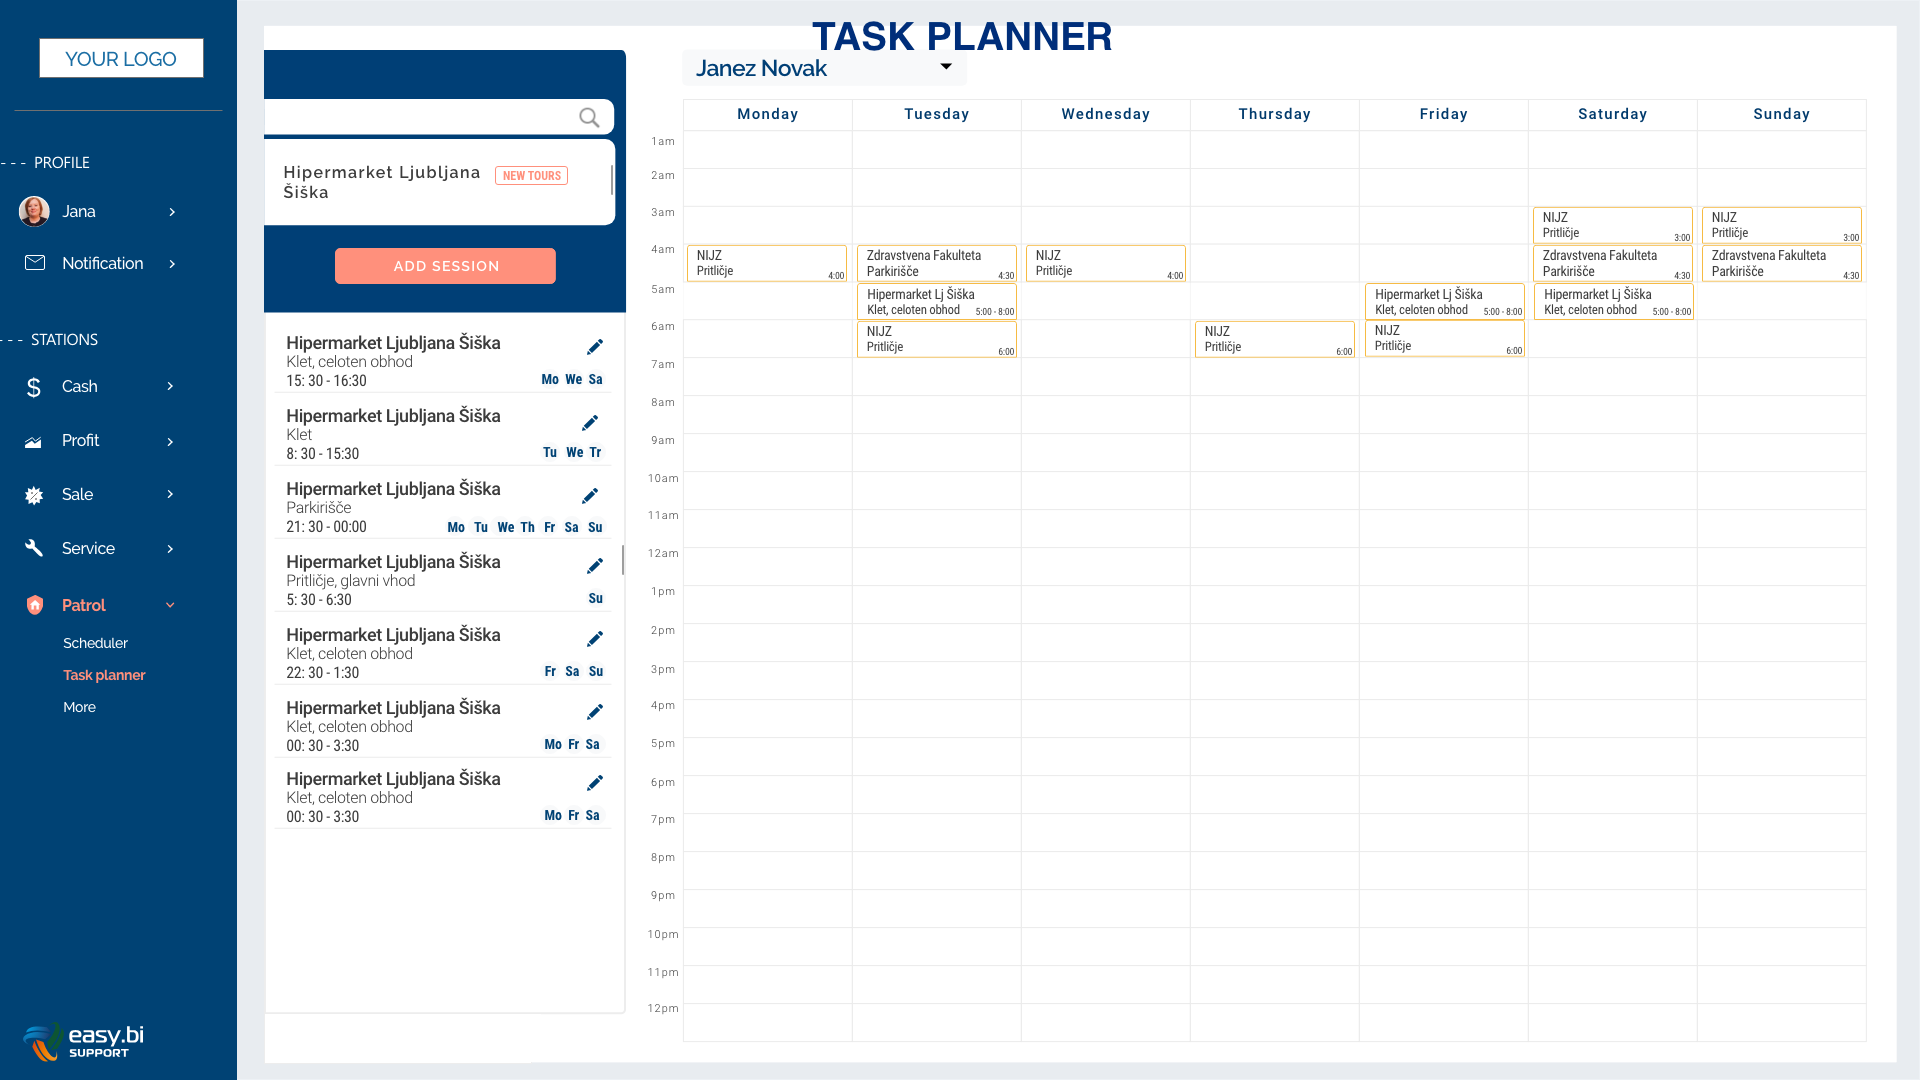 YOUR LOGO
- - - PROFILE
Jana
Notification
- - - STATIONS
$ Cash
Profit
Sale
Service
Patrol
Scheduler
Task planner
More
easy.bi
SUPPORT
TASK PLANNER
Hipermarket Ljubljana
Šiška
NEW TOURS
ADD SESSION
Hipermarket Ljubljana Šiška
Klet, celoten obhod
15: 30 - 16:30
Mo We Sa
Hipermarket Ljubljana Šiška
Klet
8: 30 - 15:30
Tu We Tr
Hipermarket Ljubljana Šiška
Parkirišče
21: 30 - 00:00
Mo Tu We Th Fr Sa Su
Hipermarket Ljubljana Šiška
Pritličje, glavni vhod
5: 30 - 6:30
Su
Hipermarket Ljubljana Šiška
Klet, celoten obhod
22: 30 - 1:30
Fr Sa Su
Hipermarket Ljubljana Šiška
Klet, celoten obhod
00: 30 - 3:30
Mo Fr Sa
Hipermarket Ljubljana Šiška
Klet, celoten obhod
00: 30 - 3:30
Mo Fr Sa
Janez Novak
Monday Tuesday Wednesday Thursday Friday Saturday Sunday
1am
2am
3am
4am
5am
6am
7am
8am
9am
10am
11am
12am
1pm
2pm
3pm
4pm
5pm
6pm
7pm
8pm
9pm
10pm
11pm
12pm
NIJZ
Pritličje
4:00
Zdravstvena Fakulteta
Parkirišče
4:30
Hipermarket Lj Šiška
Klet, celoten obhod 5:00 - 8:00
NIJZ
Pritličje
6:00
NIJZ
Pritličje
4:00
NIJZ
Pritličje
6:00
Hipermarket Lj Šiška
Klet, celoten obhod 5:00 - 8:00
NIJZ
Pritličje
6:00
NIJZ
Pritličje
3:00
Zdravstvena Fakulteta
Parkirišče
4:30
Hipermarket Lj Šiška
Klet, celoten obhod 5:00 - 8:00
NIJZ
Pritličje
3:00
Zdravstvena Fakulteta
Parkirišče
4:30